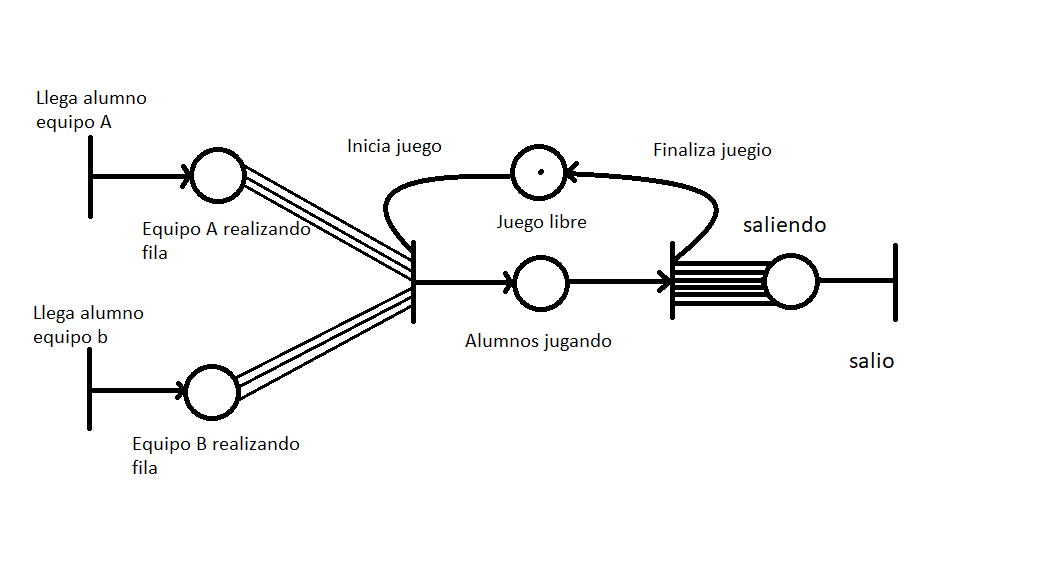 Llega alumno
equipo A
Inicia juego
Finaliza juegio
Equipo A realizando
fila
Juego libre
saliendo
Llega alumno
equipo b
Alumnos jugando
salio
Equipo B realizando
fila